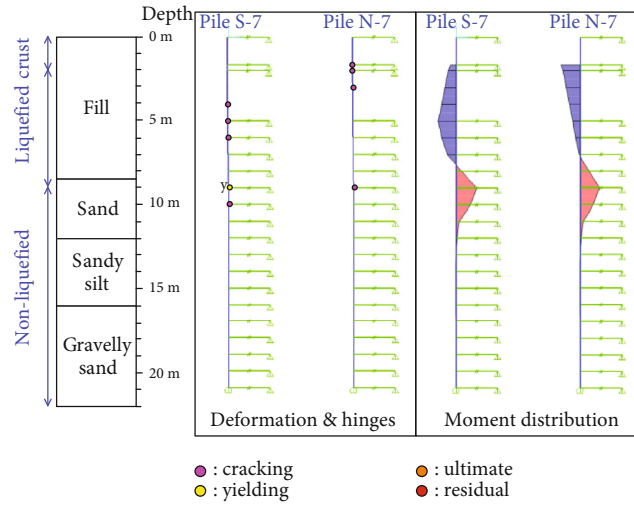 Depth
Pile S-7
Pile N-7
Pile S-7
Pile N-7
0 m
5 m
10 m
15 m
20 m
Liquefied crust
Non-liquefied
Fill
Sand
Sandy
silt
Gravelly
sand
y
Deformation & hinges
Moment distribution
: cracking
: yielding
: ultimate
: residual